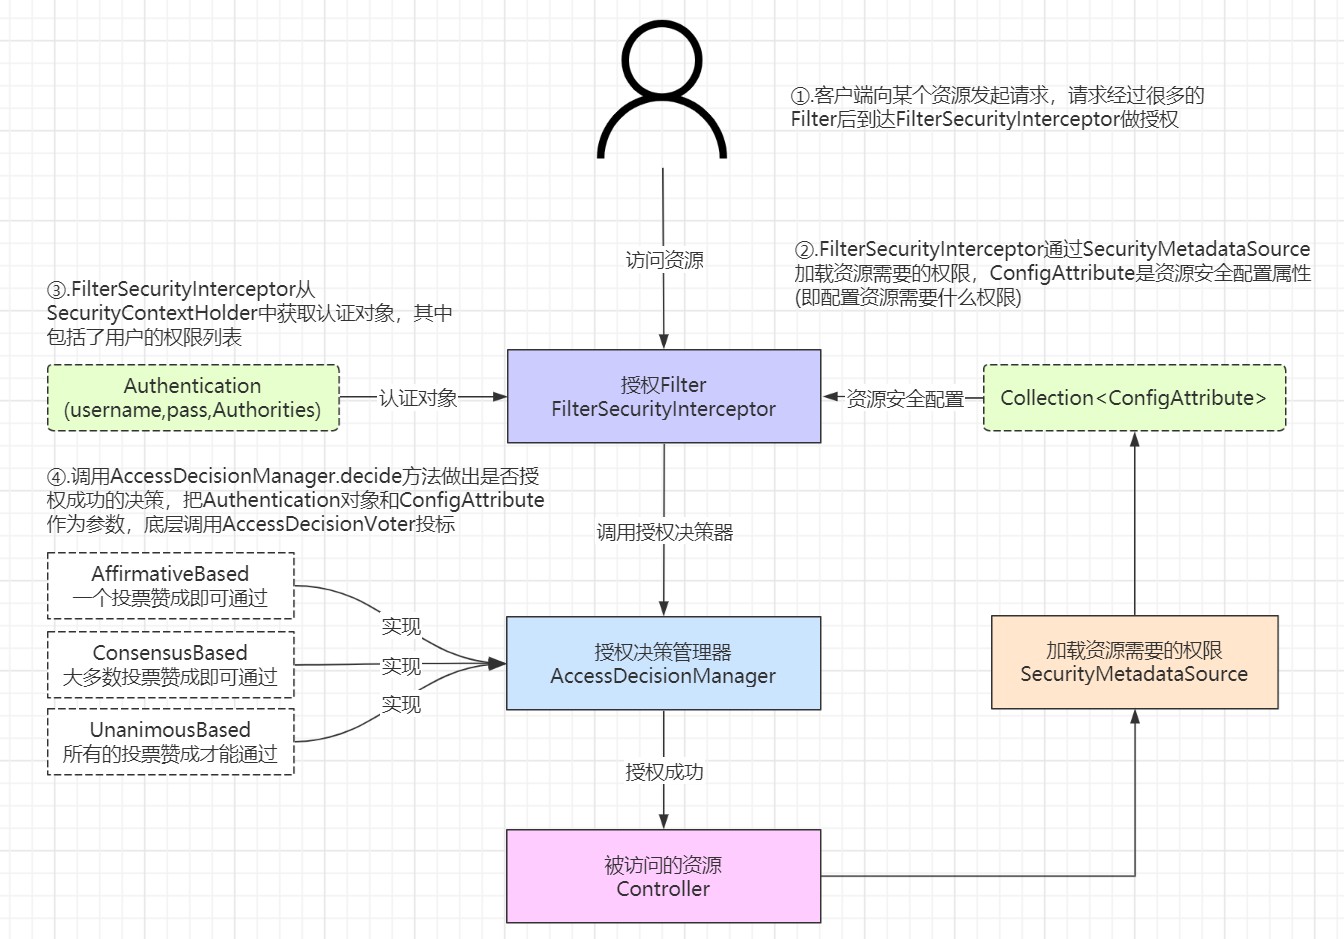 ①.客户端向某个资源发起请求，请求经过很多的
Filter后到达FilterSecurityInterceptor做授权
访问资源
②.FilterSecurityInterceptor通过SecurityMetadataSource
加载资源需要的权限，ConfigAttribute是资源安全配置属性
(即配置资源需要什么权限)
③.FilterSecurityInterceptor从
SecurityContextHolder中获取认证对象，其中
包括了用户的权限列表
Authentication
(username,pass,Authorities)
认证对象
授权Filter
FilterSecurityInterceptor
资源安全配置
Collection<ConfigAttribute>
④.调用AccessDecisionManager.decide方法做出是否授
权成功的决策，把Authentication对象和ConfigAttribute
作为参数，底层调用AccessDecisionVoter投标
调用授权决策器
AffirmativeBased
一个投票赞成即可通过
实现
ConsensusBased
大多数投票赞成即可通过
实现
UnanimousBased
所有的投票赞成才能通过
实现
授权决策管理器
AccessDecisionManager
加载资源需要的权限
SecurityMetadataSource
授权成功
被访问的资源
Controller